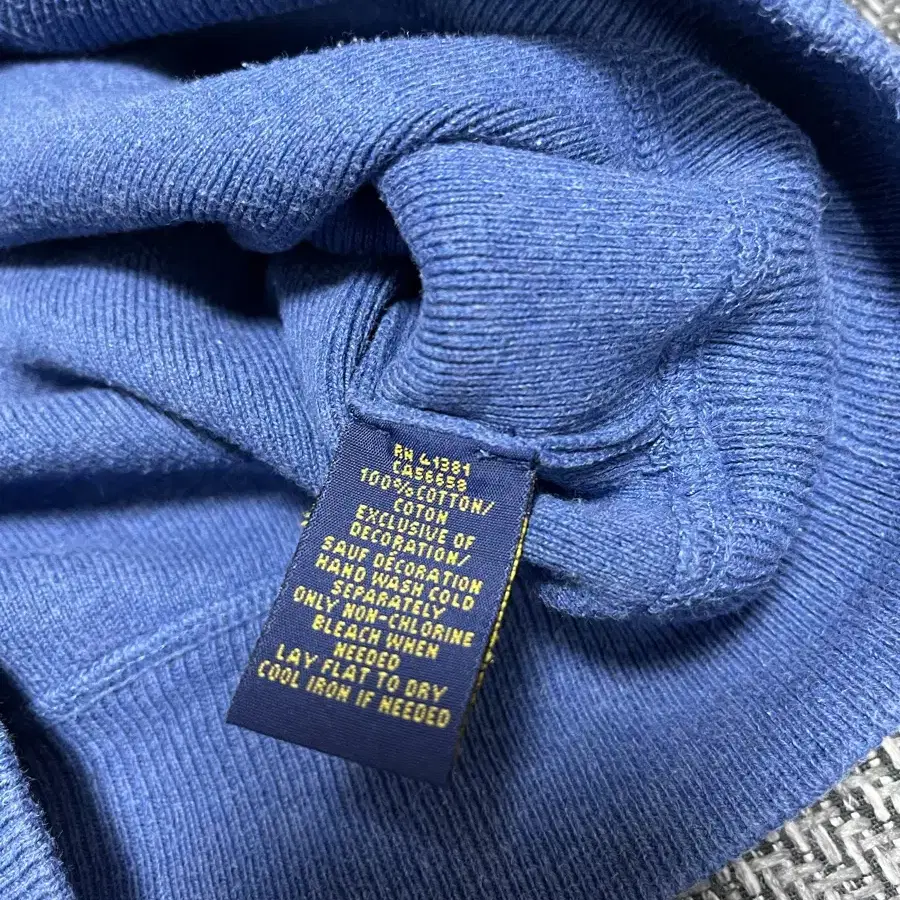 RN 41381
CA56658
100%COTTON/
COTON
EXCLUSIVE OF
DECORATION/
SAUF DÉCORATION
HAND WASH COLD
SEPARATELY
ONLY NON-CHLORINE
BLEACH WHEN
NEEDED
LAY FLAT TO DRY
COOL IRON IF NEEDED